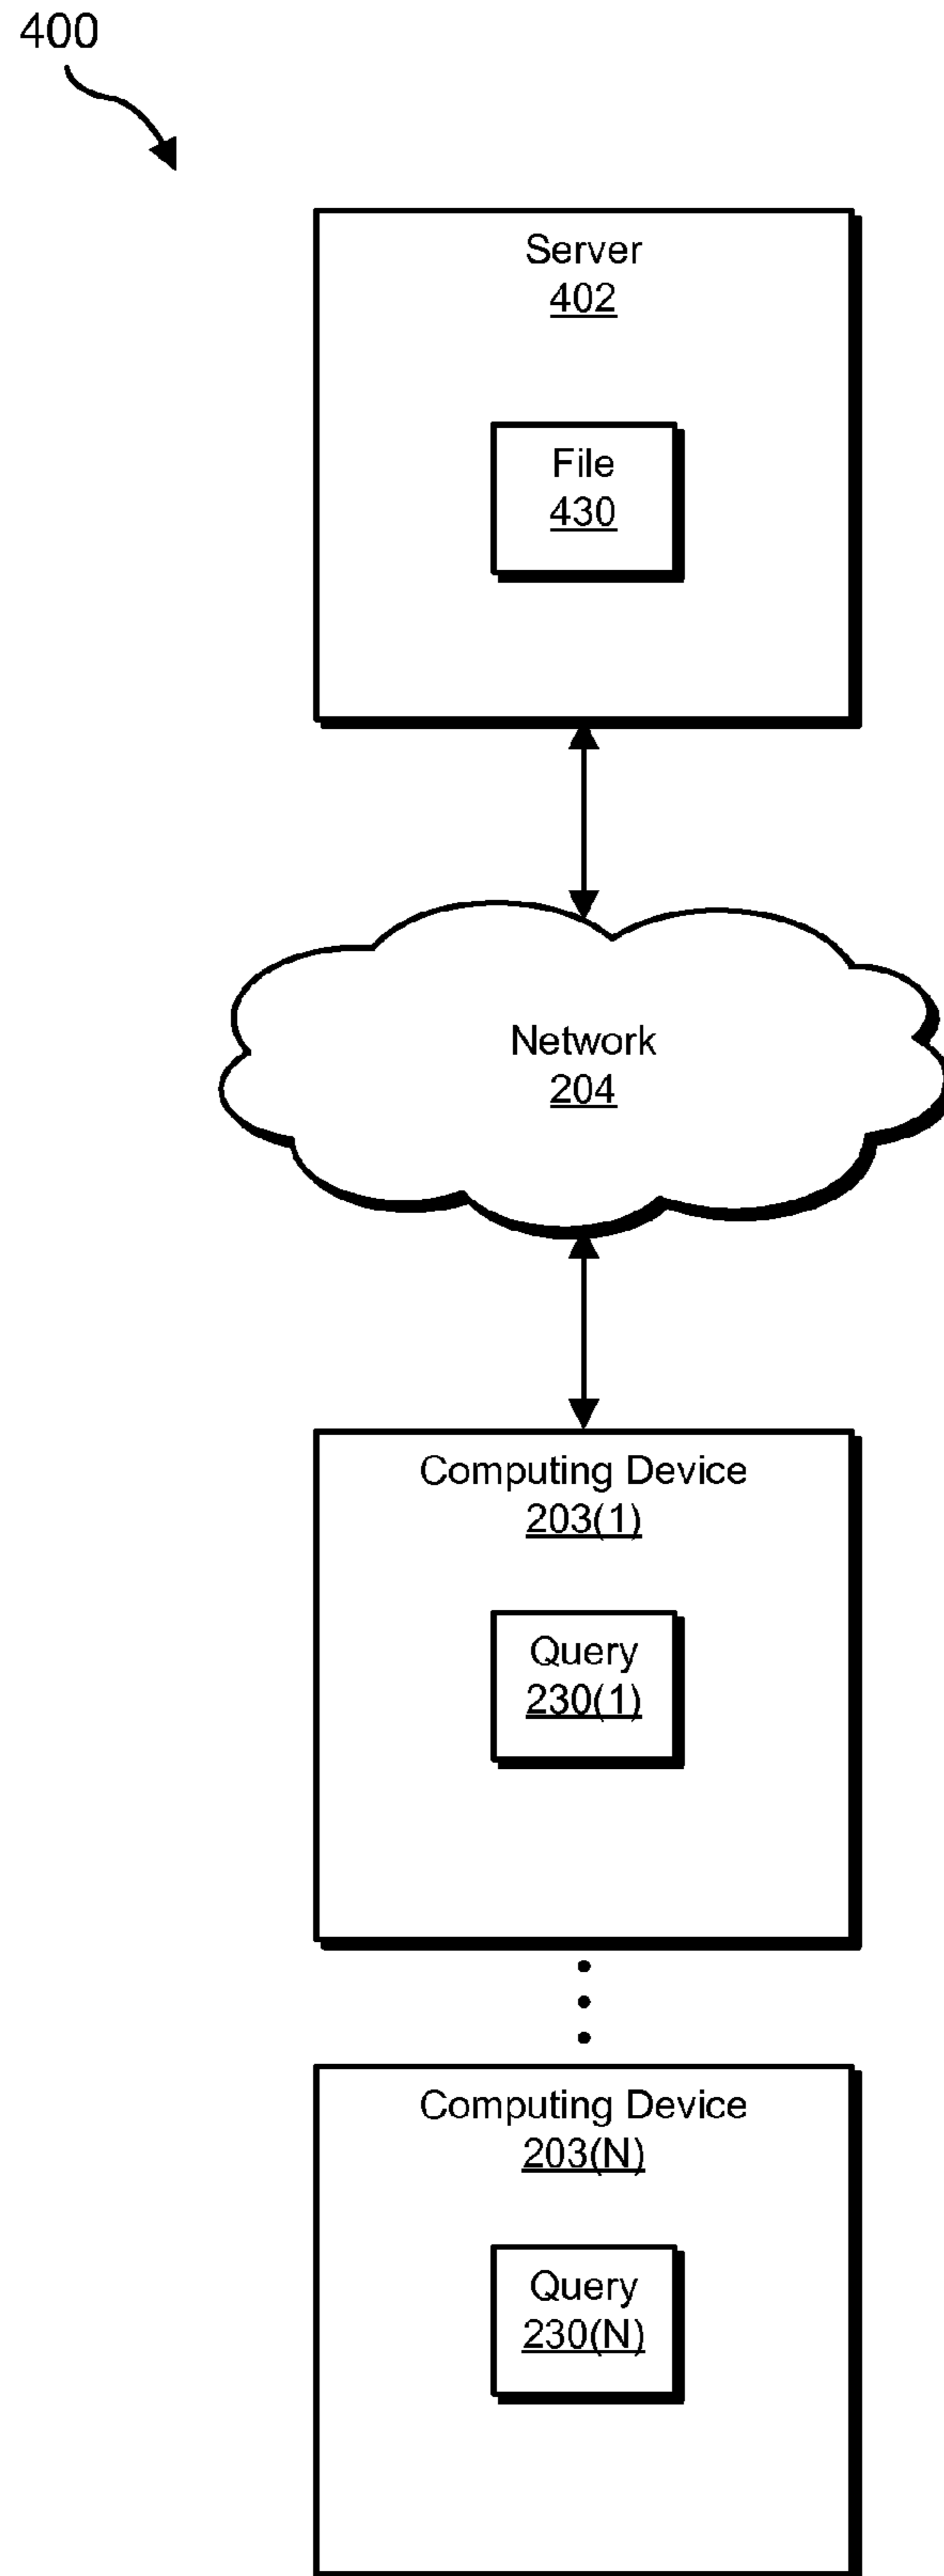 400
Server
402
File
430
Network
204
Computing Device
203(1)
Query
230(1)
Computing Device
203(N)
Query
230(N)